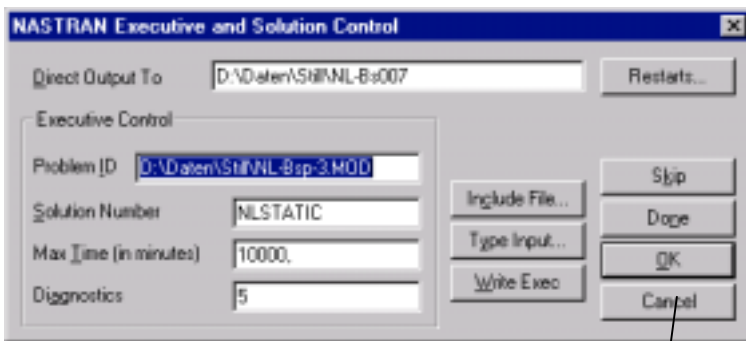 NASTRAN Executive and Solution Control
Direct Output To D:\Daten\Still\NL-Bs007 Restarts...
Executive Control
Problem ID D:\Daten\Still\NL-Bsp-3.MOD
Skip
Solution Number NLSTATIC Include File...
Done
Max Time (in minutes) 10000, Type Input...
OK
Diagnostics 5 Write Exec
Cancel